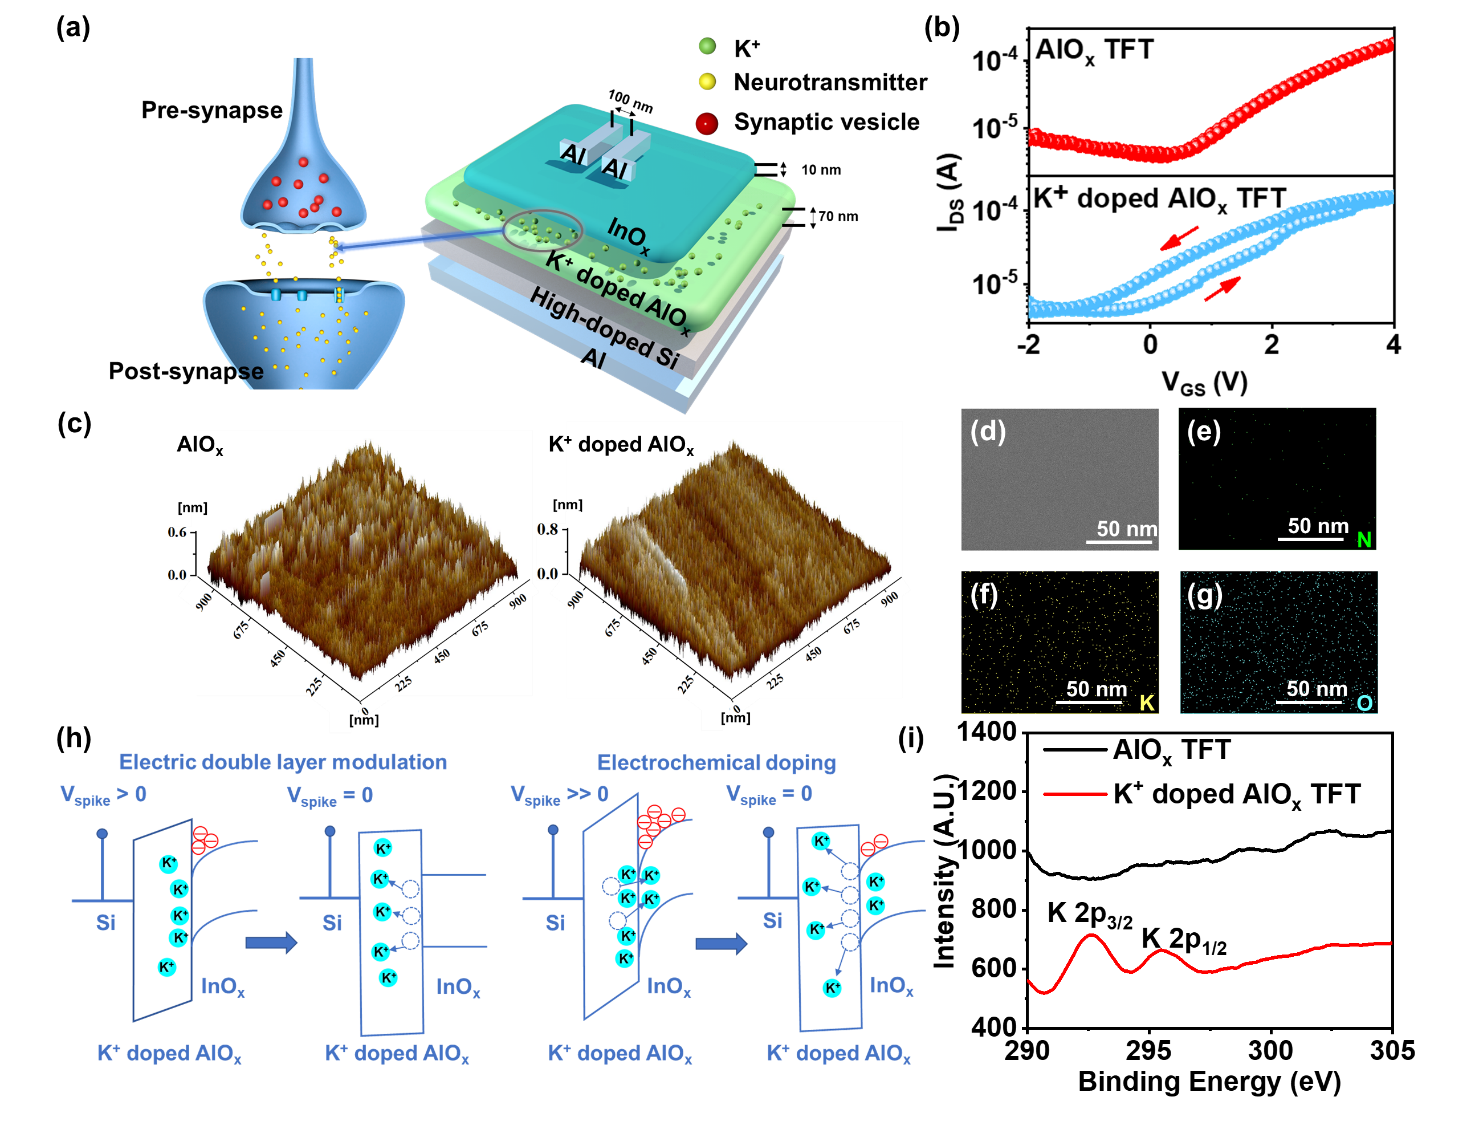 (a)
Pre-synapse
Post-synapse
K⁺
Neurotransmitter
Synaptic vesicle
100 nm
Al
Al
10 nm
70 nm
InOₓ
K⁺ doped AlOₓ
High-doped Si
Al
(b)
AlOₓ TFT
K⁺ doped AlOₓ TFT
I_DS (A)
10⁻⁴
10⁻⁵
10⁻⁴
10⁻⁵
-2 0 2 4
V_GS (V)
(c)
AlOₓ
[nm]
0.6
0.0
900
675
450
225
0
225
450
675
900
[nm]
K⁺ doped AlOₓ
[nm]
0.8
0.0
900
675
450
225
0
225
450
675
900
[nm]
(d)
50 nm
(e)
50 nm
N
(f)
50 nm
K
(g)
50 nm
O
(h)
Electric double layer modulation
V_spike > 0
Si
K⁺
K⁺
K⁺
K⁺
K⁺
InOₓ
K⁺ doped AlOₓ
V_spike = 0
Si
K⁺
K⁺
K⁺
K⁺
K⁺
InOₓ
K⁺ doped AlOₓ
Electrochemical doping
V_spike >> 0
Si
K⁺ K⁺
K⁺ K⁺
K⁺
K⁺
InOₓ
K⁺ doped AlOₓ
V_spike = 0
Si
K⁺
K⁺
K⁺
K⁺
K⁺
K⁺
InOₓ
K⁺ doped AlOₓ
(i)
AlOₓ TFT
K⁺ doped AlOₓ TFT
K 2p₃/₂
K 2p₁/₂
Intensity (A.U.)
1400
1200
1000
800
600
400
290 295 300 305
Binding Energy (eV)